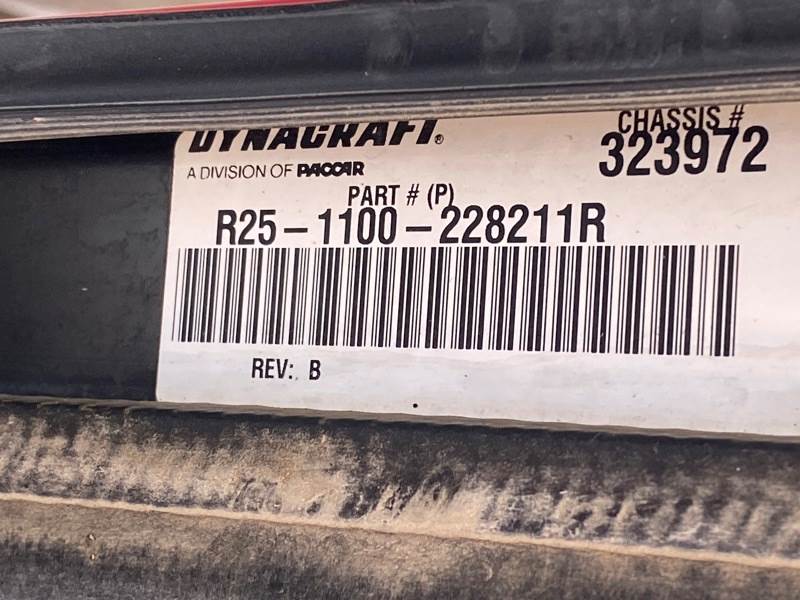 DYNACRAFT®
A DIVISION OF PACCAR
CHASSIS #
323972
PART # (P)
R25-1100-228211R
REV: B